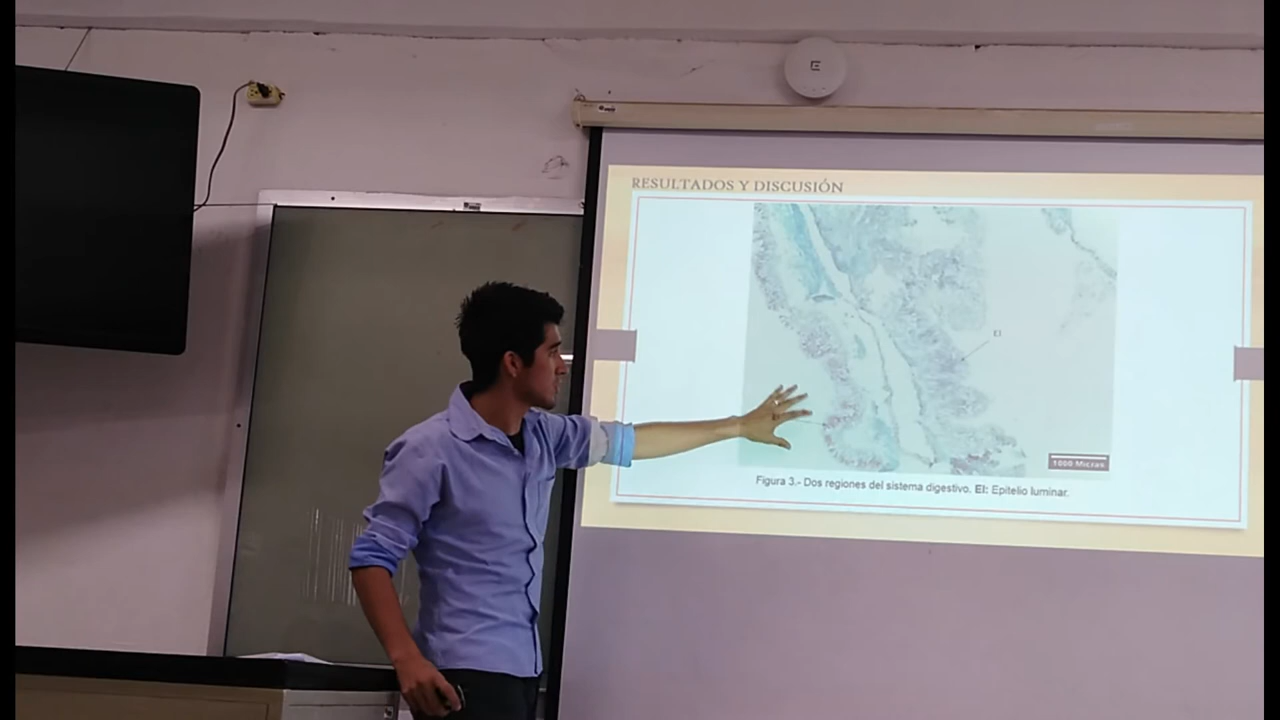 RESULTADOS Y DISCUSIÓN
El
1000 Micras
Figura 3.- Dos regiones del sistema digestivo. El: Epitelio luminar.